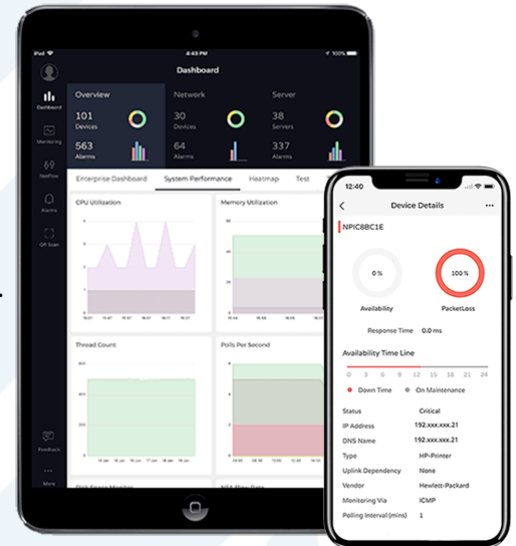 iPad
4:43 PM
100%
Dashboard
Dashboard
Monitoring
NetFlow
Alarms
QR Scan
Feedback
More
Overview
Network
Server
101
30
38
Devices
Devices
Servers
563
64
337
Alarms
Alarms
Alarms
Enterprise Dashboard
System Performance
Heatmap
Test
CPU Utilization
Memory Utilization
Thread Count
Polls Per Second
12:40
Device Details
NPIC8BC1E
0 %
100 %
Availability
PacketLoss
Response Time 0.0 ms
Availability Time Line
0 3 6 9 12 15 18 21 24
Down Time
On Maintenance
Status Critical
IP Address 192.xxx.xxx.21
DNS Name 192.xxx.xxx.21
Type HP-Printer
Uplink Dependency None
Vendor Hewlett-Packard
Monitoring Via ICMP
Polling Interval(mins) 1